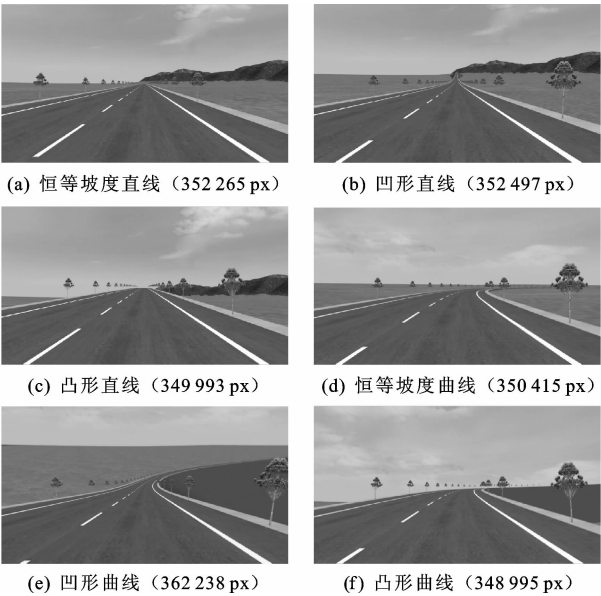 (a) 恒等坡度直线（352 265 px）
(b) 凹形直线（352 497 px）
(c) 凸形直线（349 993 px）
(d) 恒等坡度曲线（350 415 px）
(e) 凹形曲线（362 238 px）
(f) 凸形曲线（348 995 px）